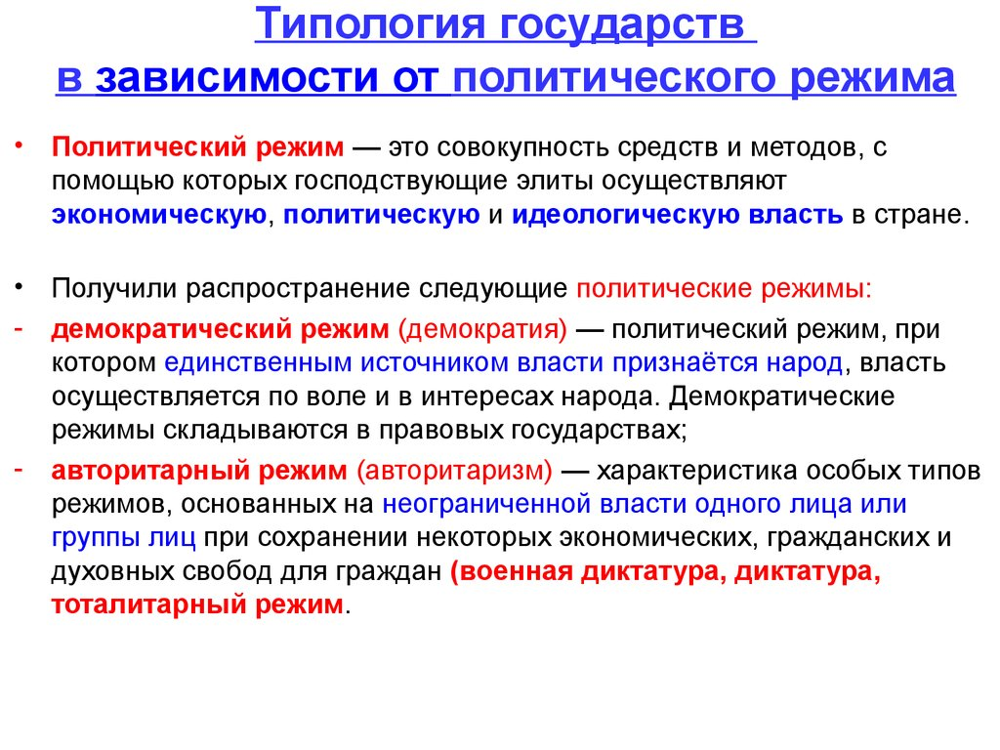 Типология государств
в зависимости от политического режима
• Политический режим — это совокупность средств и методов, с
помощью которых господствующие элиты осуществляют
экономическую, политическую и идеологическую власть в стране.
• Получили распространение следующие политические режимы:
- демократический режим (демократия) — политический режим, при
котором единственным источником власти признаётся народ, власть
осуществляется по воле и в интересах народа. Демократические
режимы складываются в правовых государствах;
- авторитарный режим (авторитаризм) — характеристика особых типов
режимов, основанных на неограниченной власти одного лица или
группы лиц при сохранении некоторых экономических, гражданских и
духовных свобод для граждан (военная диктатура, диктатура,
тоталитарный режим.